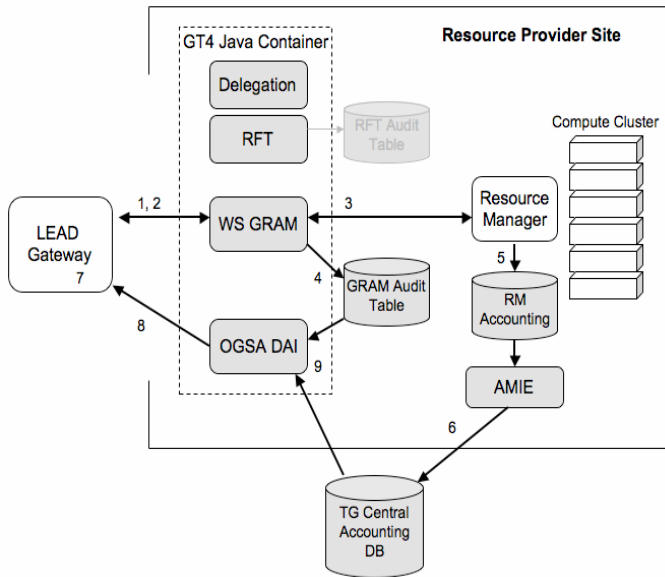 GT4 Java Container
Resource Provider Site
Delegation
RFT
RFT Audit
Table
Compute Cluster
LEAD
Gateway
7
1, 2
WS GRAM
3
Resource
Manager
4
5
GRAM Audit
Table
RM
Accounting
8
OGSA DAI
9
AMIE
6
TG Central
Accounting
DB